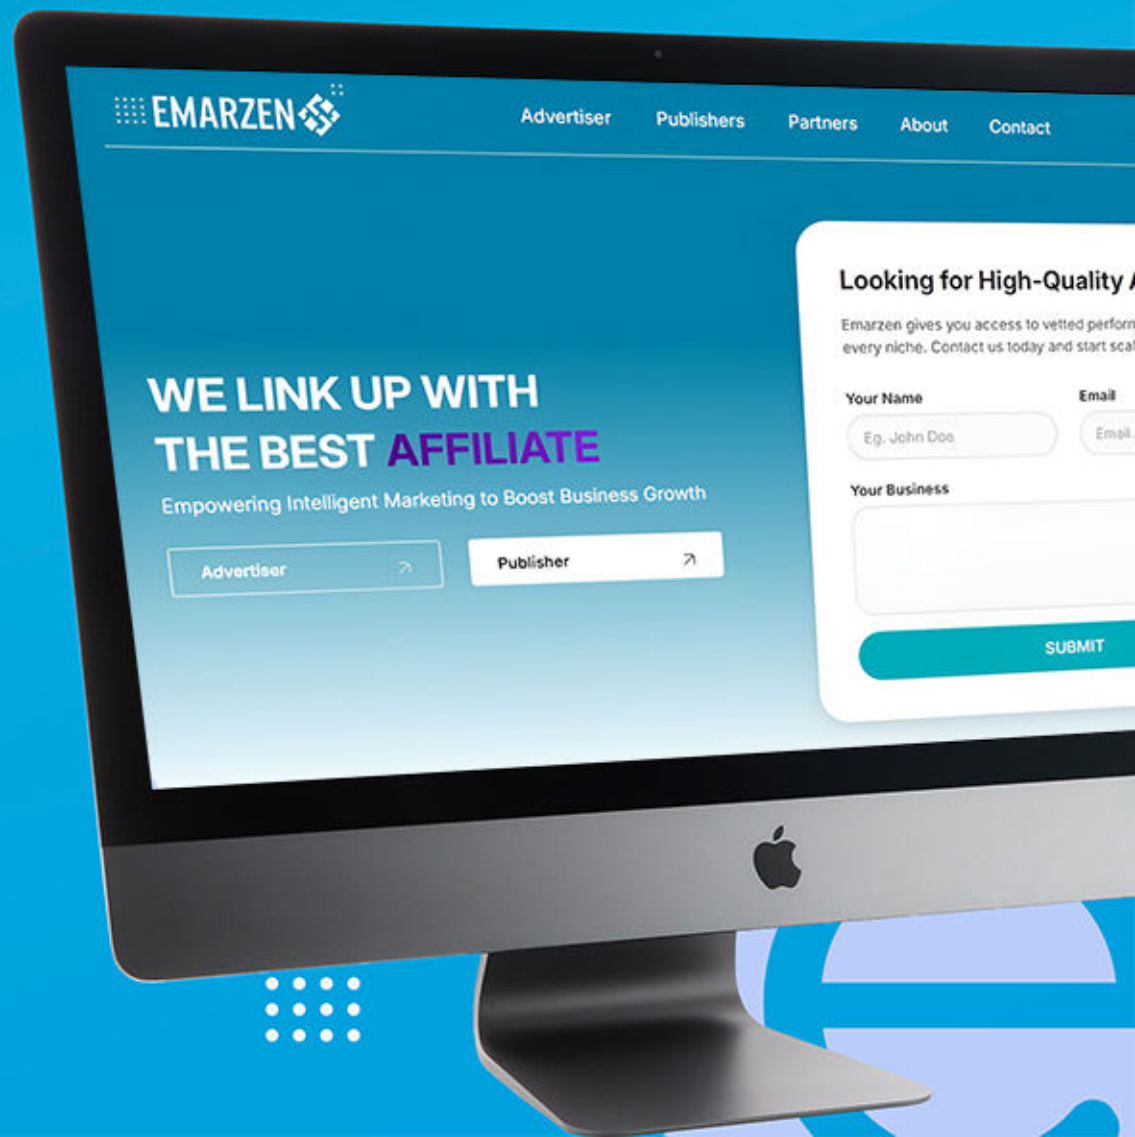 EMARZEN
Advertiser Publishers Partners About Contact
WE LINK UP WITH
THE BEST AFFILIATE
Empowering Intelligent Marketing to Boost Business Growth
Advertiser
Publisher
Looking for High-Quality
Emarzen gives you access to vetted
every niche. Contact us today and start
Your Name
Email
Eg. John Doe
Email
Your Business
SUBMIT